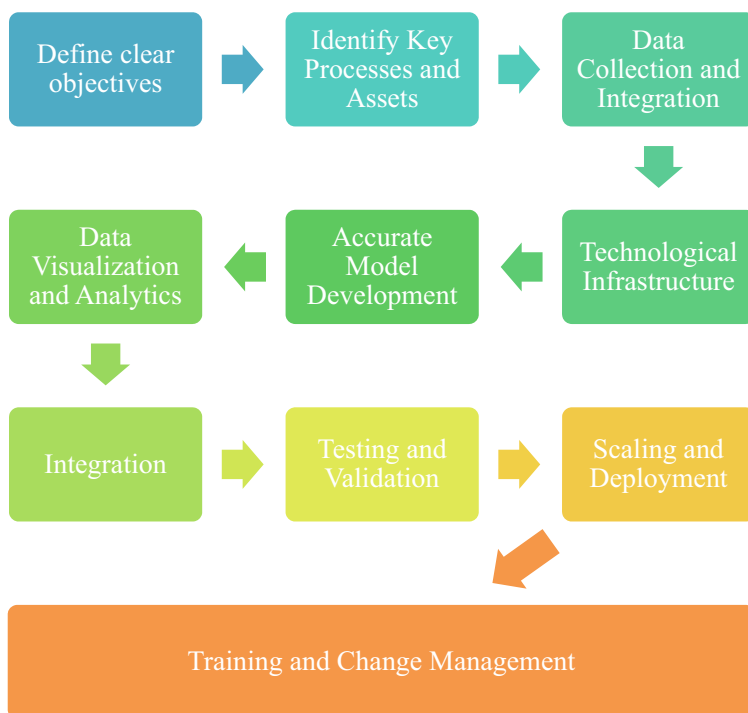 Define clear
objectives
Identify Key
Processes and
Assets
Data
Collection and
Integration
Technological
Infrastructure
Accurate
Model
Development
Data
Visualization
and Analytics
Integration
Testing and
Validation
Scaling and
Deployment
Training and Change Management